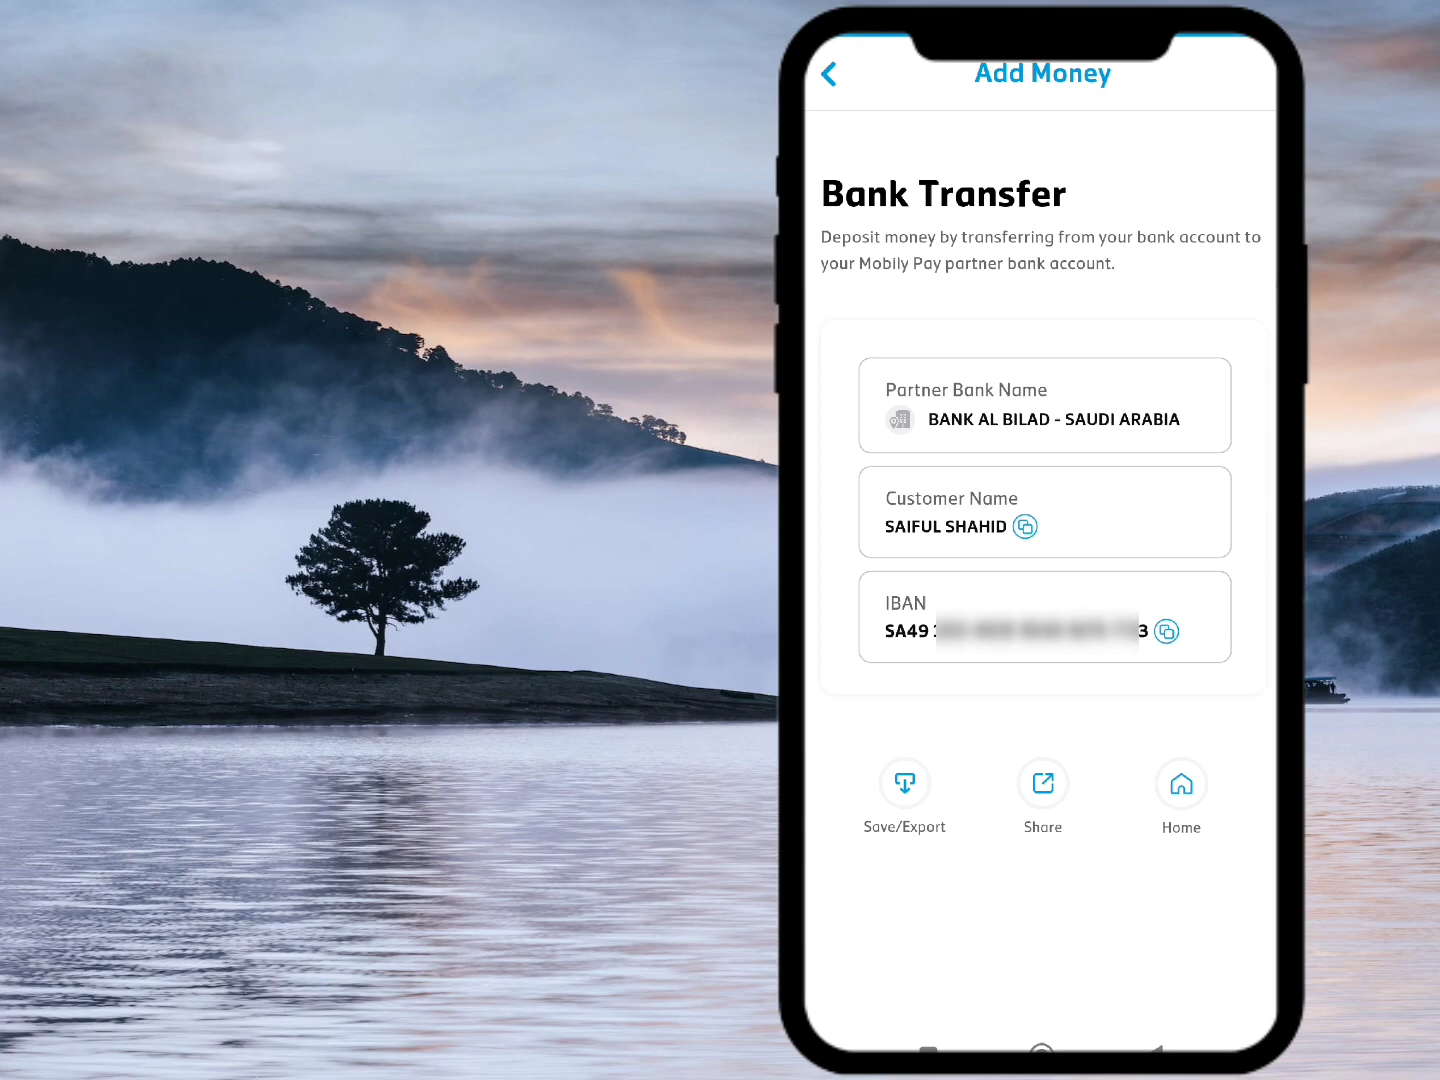 Add Money
Bank Transfer
Deposit money by transferring from your bank account to
your Mobily Pay partner bank account.
Partner Bank Name
BANK AL BILAD - SAUDI ARABIA
Customer Name
SAIFUL SHAHID
IBAN
SA49
Save/Export
Share
Home